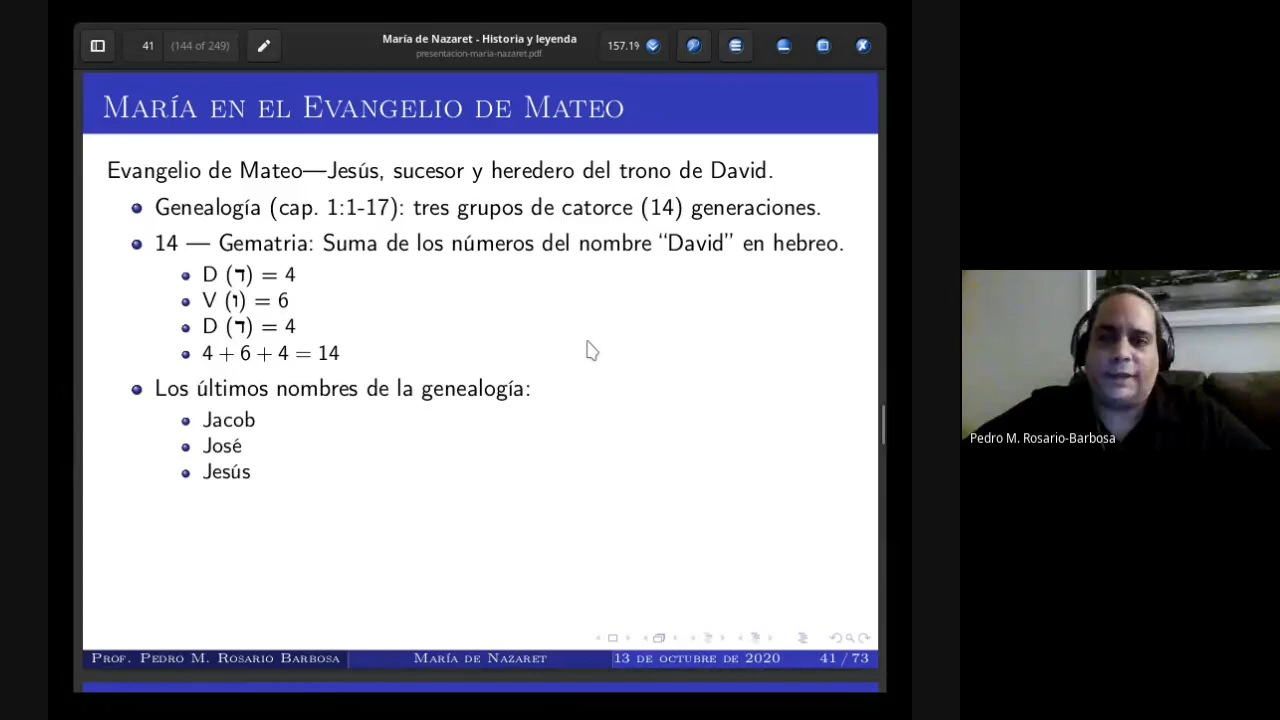 41 (144 of 249) María de Nazaret - Historia y leyenda 157.19
presentacion-maria-nazaret.pdf
María en el Evangelio de Mateo
Evangelio de Mateo—Jesús, sucesor y heredero del trono de David.
Genealogía (cap. 1:1-17): tres grupos de catorce (14) generaciones.
14 — Gematria: Suma de los números del nombre “David” en hebreo.
D (ד) = 4
V (ו) = 6
D (ד) = 4
4 + 6 + 4 = 14
Los últimos nombres de la genealogía:
Jacob
José
Jesús
Prof. Pedro M. Rosario Barbosa María de Nazaret 13 de octubre de 2020 41 / 73
Pedro M. Rosario-Barbosa